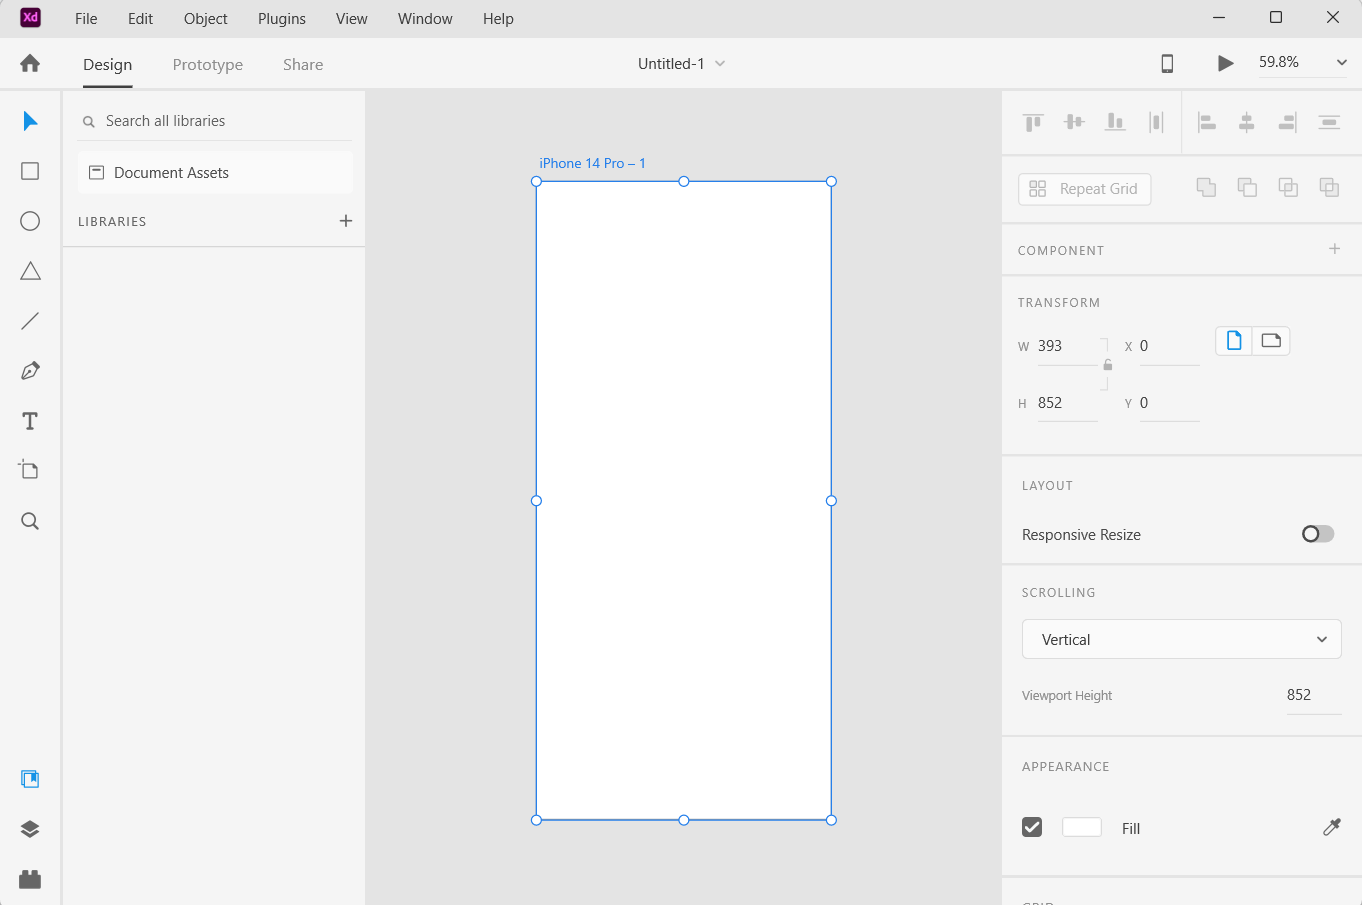 Xd File Edit Object Plugins View Window Help
Design Prototype Share Untitled-1 59.8%
Search all libraries
Document Assets
LIBRARIES
iPhone 14 Pro – 1
Repeat Grid
COMPONENT
TRANSFORM
W 393 X 0
H 852 Y 0
LAYOUT
Responsive Resize
SCROLLING
Vertical
Viewport Height 852
APPEARANCE
Fill